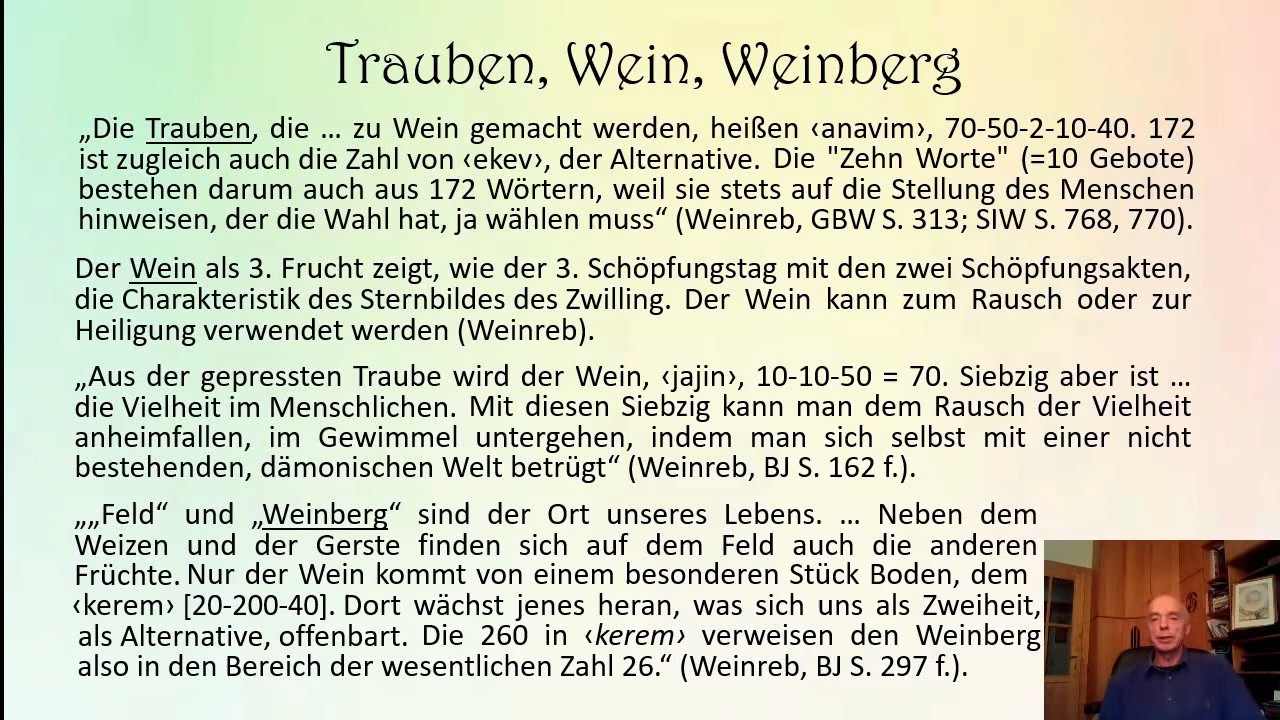 Trauben, Wein, Weinberg
„Die Trauben, die … zu Wein gemacht werden, heißen ‹anavim›, 70-50-2-10-40. 172
ist zugleich auch die Zahl von ‹ekev›, der Alternative. Die "Zehn Worte" (=10 Gebote)
bestehen darum auch aus 172 Wörtern, weil sie stets auf die Stellung des Menschen
hinweisen, der die Wahl hat, ja wählen muss“ (Weinreb, GBW S. 313; SIW S. 768, 770).
Der Wein als 3. Frucht zeigt, wie der 3. Schöpfungstag mit den zwei Schöpfungsakten,
die Charakteristik des Sternbildes des Zwilling. Der Wein kann zum Rausch oder zur
Heiligung verwendet werden (Weinreb).
„Aus der gepressten Traube wird der Wein, ‹jajin›, 10-10-50 = 70. Siebzig aber ist …
die Vielheit im Menschlichen. Mit diesen Siebzig kann man dem Rausch der Vielheit
anheimfallen, im Gewimmel untergehen, indem man sich selbst mit einer nicht
bestehenden, dämonischen Welt betrügt“ (Weinreb, BJ S. 162 f.).
„„Feld“ und „Weinberg“ sind der Ort unseres Lebens. … Neben dem
Weizen und der Gerste finden sich auf dem Feld auch die anderen
Früchte. Nur der Wein kommt von einem besonderen Stück Boden, dem
‹kerem› [20-200-40]. Dort wächst jenes heran, was sich uns als Zweiheit,
als Alternative, offenbart. Die 260 in ‹kerem› verweisen den Weinberg
also in den Bereich der wesentlichen Zahl 26.“ (Weinreb, BJ S. 297 f.).